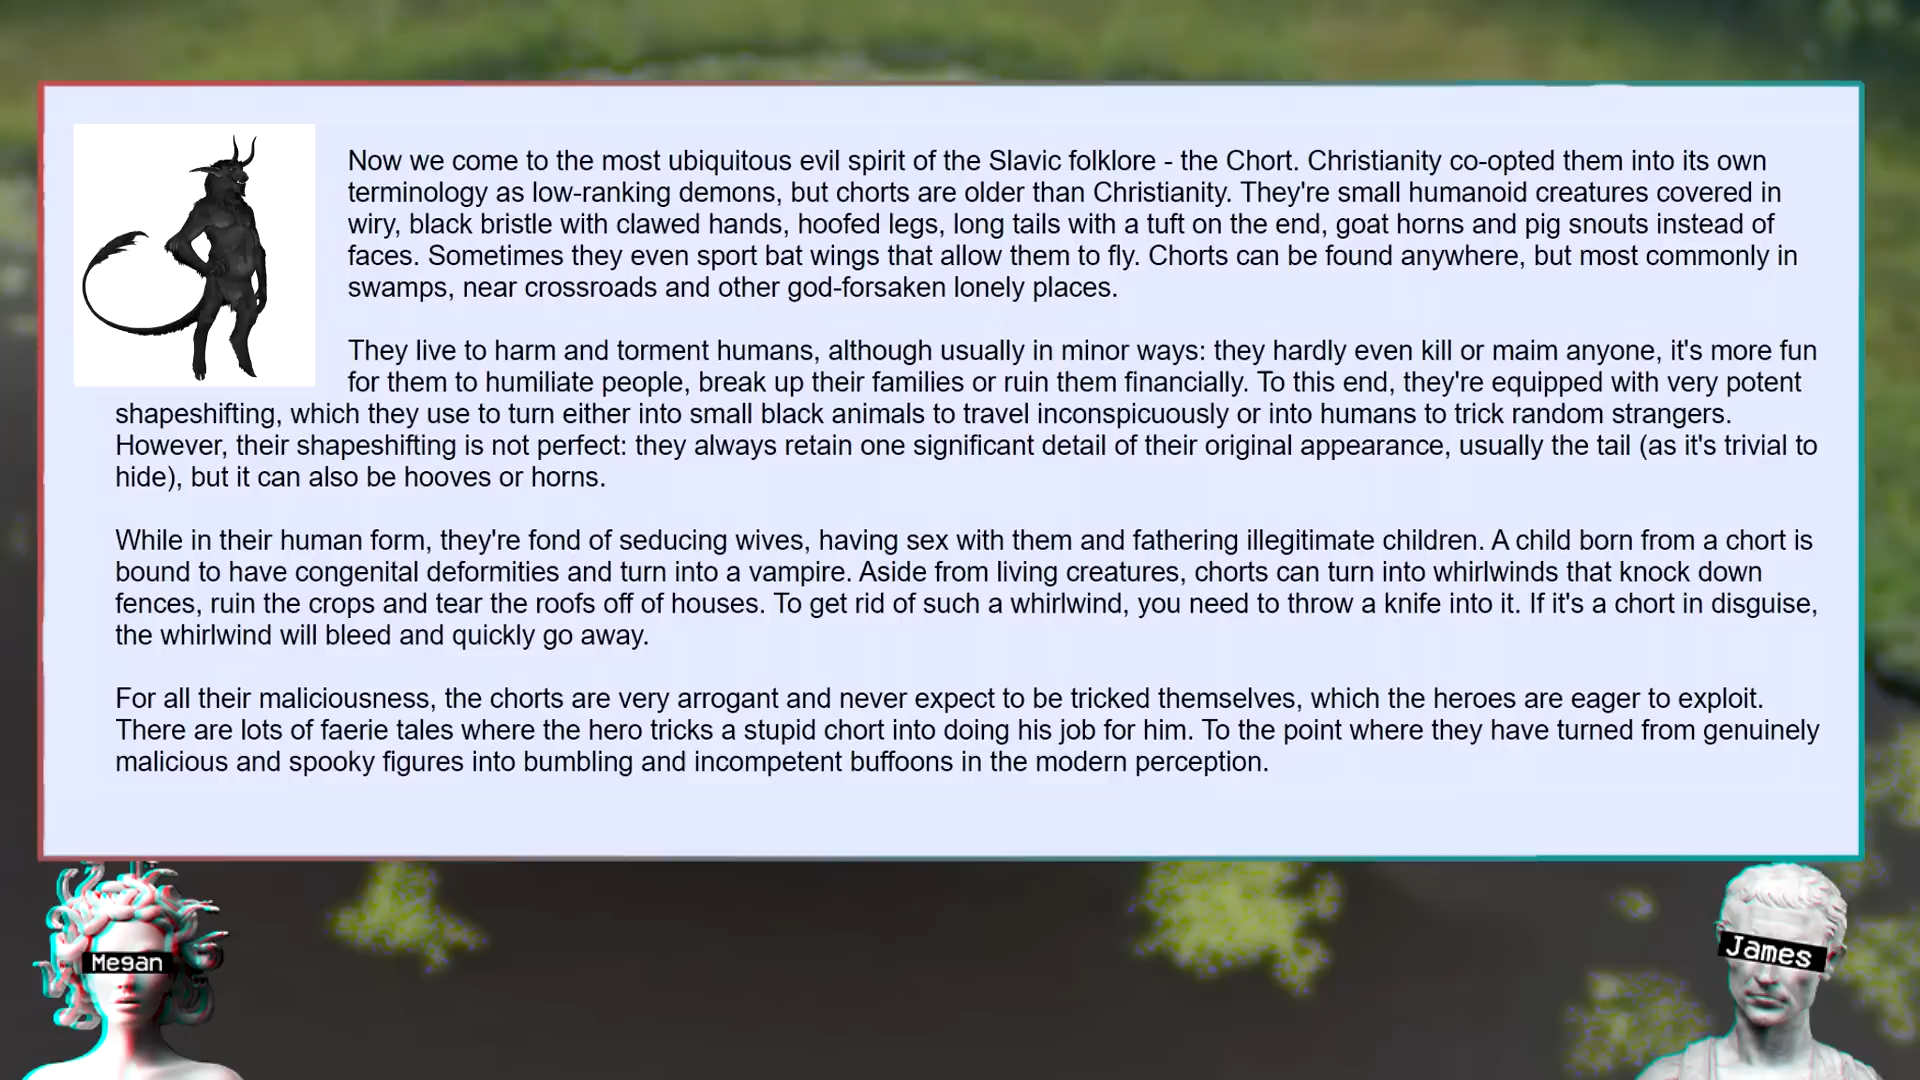 Now we come to the most ubiquitous evil spirit of the Slavic folklore - the Chort. Christianity co-opted them into its own
terminology as low-ranking demons, but chorts are older than Christianity. They're small humanoid creatures covered in
wiry, black bristle with clawed hands, hoofed legs, long tails with a tuft on the end, goat horns and pig snouts instead of
faces. Sometimes they even sport bat wings that allow them to fly. Chorts can be found anywhere, but most commonly in
swamps, near crossroads and other god-forsaken lonely places.
They live to harm and torment humans, although usually in minor ways: they hardly even kill or maim anyone, it's more fun
for them to humiliate people, break up their families or ruin them financially. To this end, they're equipped with very potent
shapeshifting, which they use to turn either into small black animals to travel inconspicuously or into humans to trick random strangers.
However, their shapeshifting is not perfect: they always retain one significant detail of their original appearance, usually the tail (as it's trivial to
hide), but it can also be hooves or horns.
While in their human form, they're fond of seducing wives, having sex with them and fathering illegitimate children. A child born from a chort is
bound to have congenital deformities and turn into a vampire. Aside from living creatures, chorts can turn into whirlwinds that knock down
fences, ruin the crops and tear the roofs off of houses. To get rid of such a whirlwind, you need to throw a knife into it. If it's a chort in disguise,
the whirlwind will bleed and quickly go away.
For all their maliciousness, the chorts are very arrogant and never expect to be tricked themselves, which the heroes are eager to exploit.
There are lots of faerie tales where the hero tricks a stupid chort into doing his job for him. To the point where they have turned from genuinely
malicious and spooky figures into bumbling and incompetent buffoons in the modern perception.
Megan
James